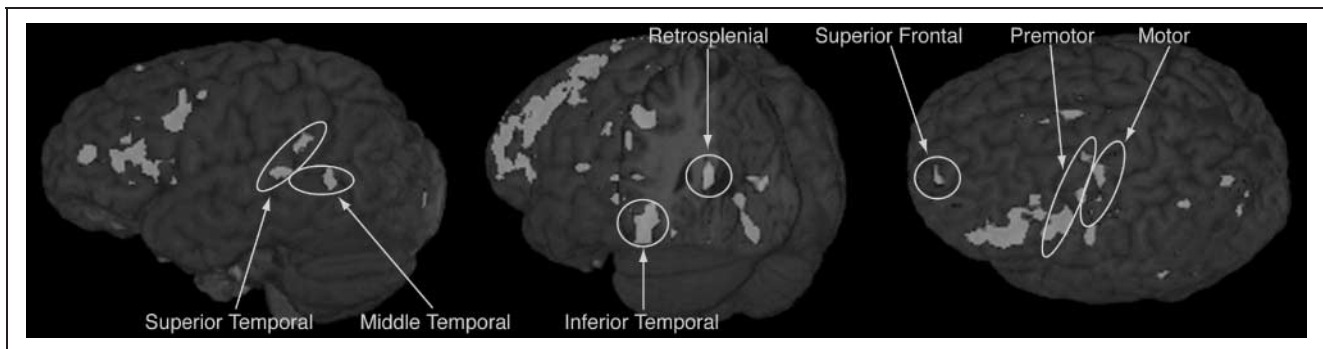 Retrosplenial
Superior Frontal
Premotor
Motor
Superior Temporal
Middle Temporal
Inferior Temporal